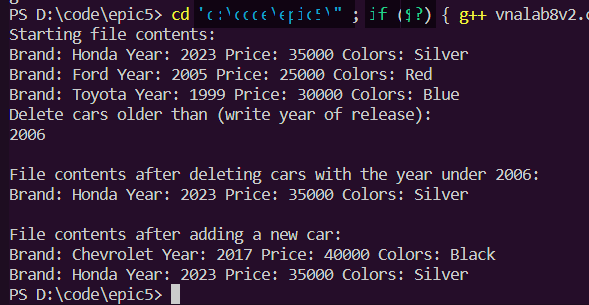 PS D:\code\epic5> cd ; if ($?) { g++ vnalab8v2.
Starting file contents:
Brand: Honda Year: 2023 Price: 35000 Colors: Silver
Brand: Ford Year: 2005 Price: 25000 Colors: Red
Brand: Toyota Year: 1999 Price: 30000 Colors: Blue
Delete cars older than (write year of release):
2006
File contents after deleting cars with the year under 2006:
Brand: Honda Year: 2023 Price: 35000 Colors: Silver
File contents after adding a new car:
Brand: Chevrolet Year: 2017 Price: 40000 Colors: Black
Brand: Honda Year: 2023 Price: 35000 Colors: Silver
PS D:\code\epic5>